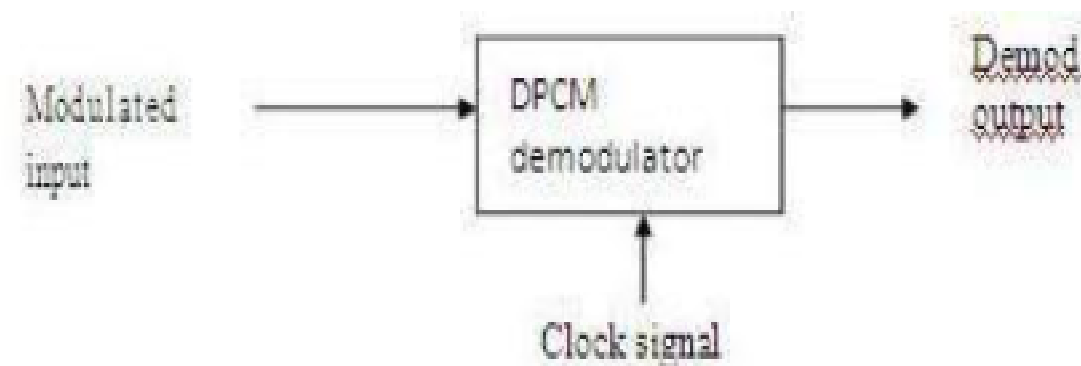 Modulated
input
DPCM
demodulator
Demod
output
Clock signal